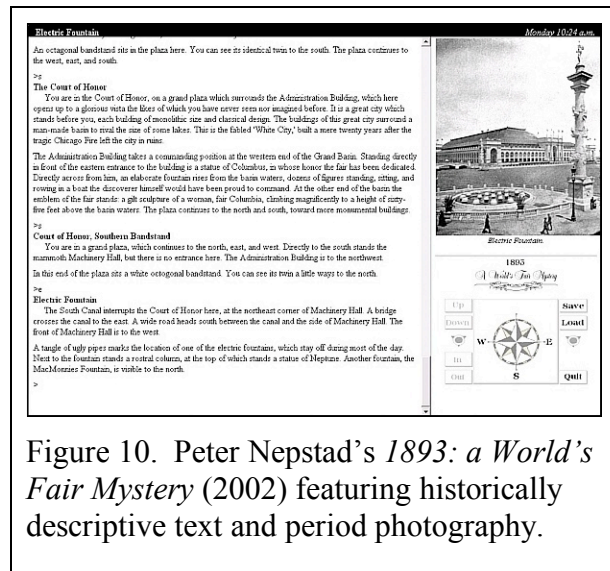 Electric Fountain
Monday 10:24 a.m.
An octagonal bandstand sits in the plaza here. You can see its identical twin to the south. The plaza continues to
the west, east, and south.
>s
The Court of Honor
You are in the Court of Honor, on a grand plaza which surrounds the Administration Building, which here
opens up to a glorious vista the likes of which you have never seen nor imagined before. It is a great city which
stands before you, each building of monolithic size and classical design. The buildings of this great city surround a
man-made basin to rival the size of some lakes. This is the fabled "White City," built a mere twenty years after the
tragic Chicago Fire left the city in ruins.
The Administration Building takes a commanding position at the western end of the Grand Basin. Standing directly
in front of the eastern entrance to the building is a statue of Columbus, in whose honor the fair has been dedicated.
Directly across from him, an elaborate fountain rises from the basin waters, dozens of figures standing, sitting, and
rowing in a boat the discoverer himself would have been proud to command. At the other end of the basin the
emblem of the fair stands: a gilt sculpture of a woman, fair Columbia, climbing magnificently to a height of sixty-
five feet above the basin waters. The plaza continues to the north and south, toward more monumental buildings.
>s
Court of Honor, Southern Bandstand
You are in a grand plaza, which continues to the north, east, and west. Directly to the south stands the
mammoth Machinery Hall, but there is no entrance here. The Administration Building is to the northwest.
In this end of the plaza sits a white octogonal bandstand. You can see its twin a little ways to the north.
>e
Electric Fountain
The South Canal interrupts the Court of Honor here, at the northeast corner of Machinery Hall. A bridge
crosses the canal to the east. A wide road heads south between the canal and the side of Machinery Hall. The
front of Machinery Hall is to the west.
A tangle of ugly pipes marks the location of one of the electric fountains, which stay off during most of the day.
Next to the fountain stands a rostral column, at the top of which stands a statue of Neptune. Another fountain, the
MacMonnies Fountain, is visible to the north.
>
Electric Fountain
1893
A World's Fair Mystery
Up
Down
In
Out
N
W
E
S
Save
Load
Quit
Figure 10. Peter Nepstad's 1893: a World's
Fair Mystery (2002) featuring historically
descriptive text and period photography.